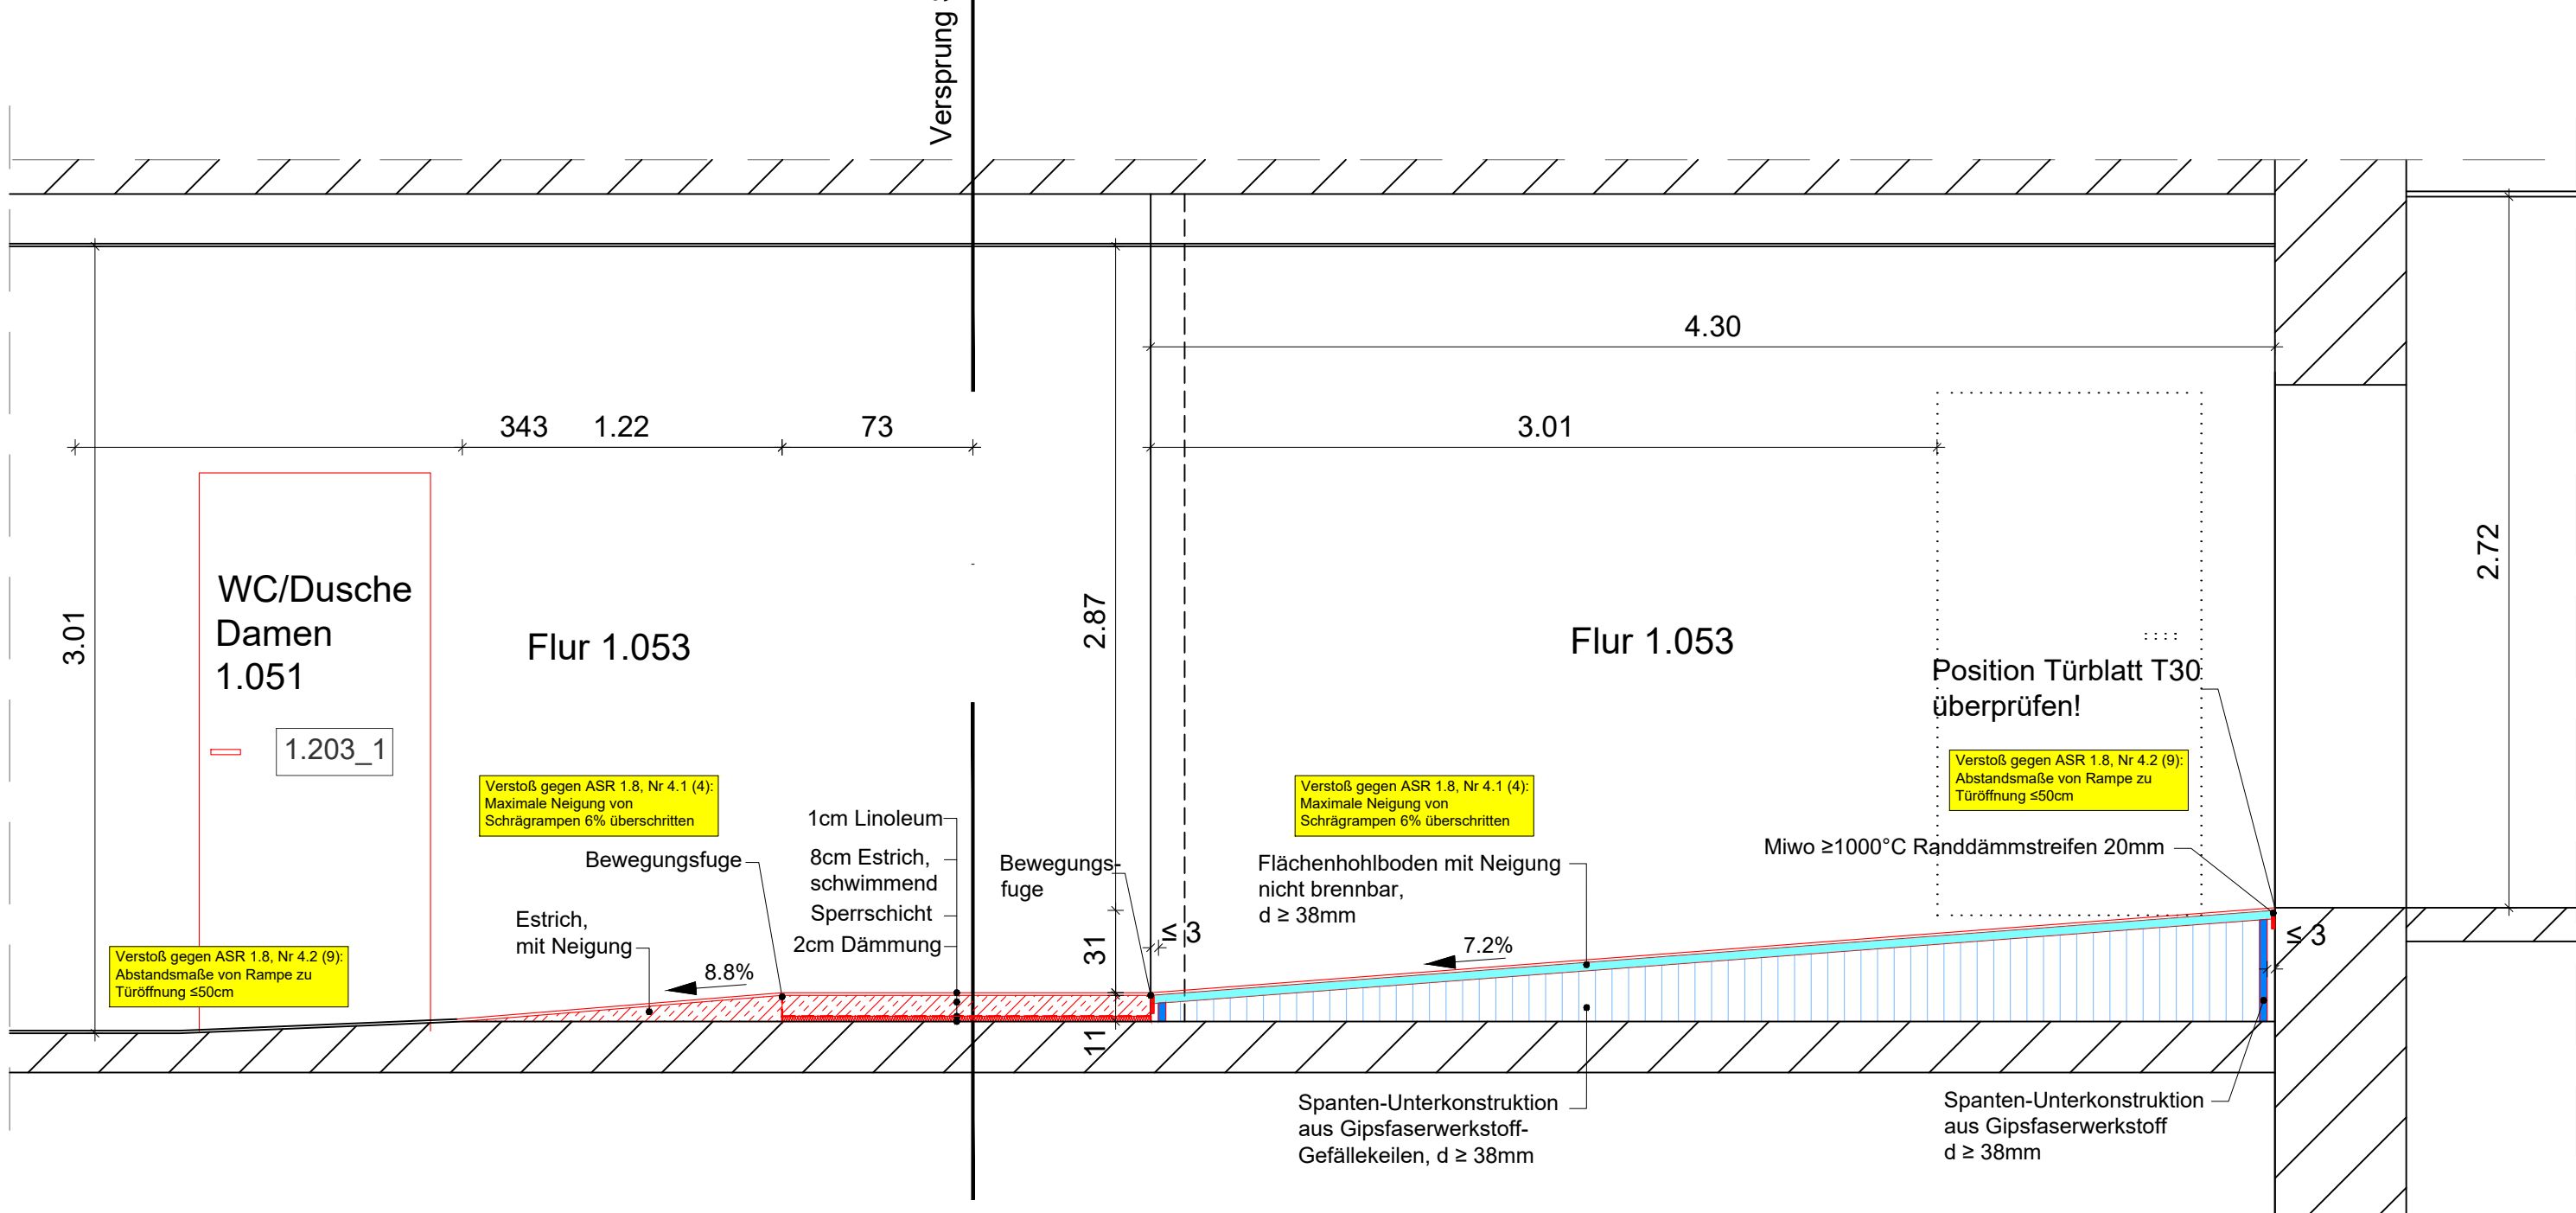 Versprung
4.30
343
1.22
73
3.01
3.01
2.87
31
11
2.72
WC/Dusche
Damen
1.051
1.203_1
Flur 1.053
Flur 1.053
Position Türblatt T30
überprüfen!
Verstoß gegen ASR 1.8, Nr 4.2 (9):
Abstandsmaße von Rampe zu
Türöffnung ≤50cm
Verstoß gegen ASR 1.8, Nr 4.1 (4):
Maximale Neigung von
Schrägrampen 6% überschritten
Verstoß gegen ASR 1.8, Nr 4.1 (4):
Maximale Neigung von
Schrägrampen 6% überschritten
Verstoß gegen ASR 1.8, Nr 4.2 (9):
Abstandsmaße von Rampe zu
Türöffnung ≤50cm
Bewegungsfuge
Estrich,
mit Neigung
8.8%
1cm Linoleum
8cm Estrich,
schwimmend
Sperrschicht
2cm Dämmung
Bewegungs-
fuge
≤ 3
Flächenhohlboden mit Neigung
nicht brennbar,
d ≥ 38mm
7.2%
Miwo ≥1000°C Randdämmstreifen 20mm
≤ 3
Spanten-Unterkonstruktion
aus Gipsfaserwerkstoff-
Gefällekeilen, d ≥ 38mm
Spanten-Unterkonstruktion
aus Gipsfaserwerkstoff
d ≥ 38mm